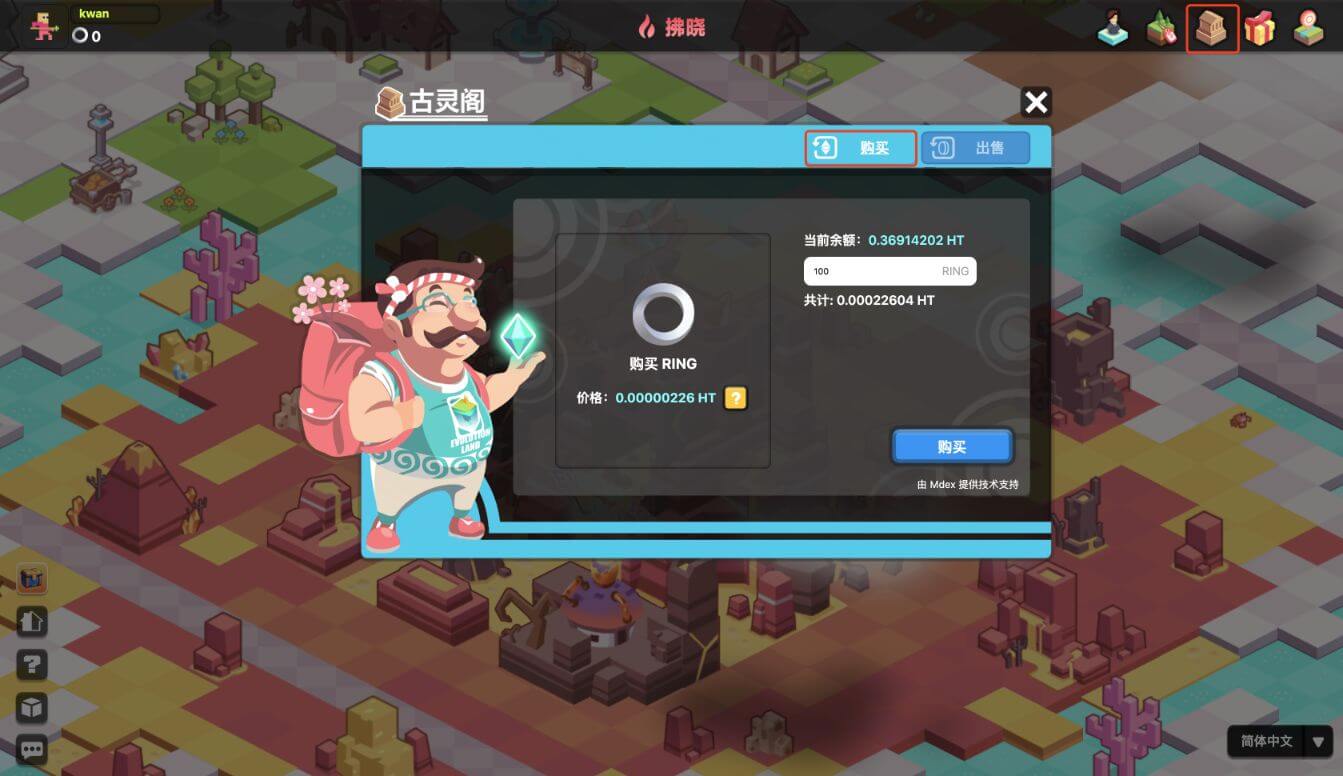 kwan
0
拂晓
古灵阁
购买
出售
当前余额：0.36914202 HT
100 RING
共计: 0.00022604 HT
购买 RING
价格：0.00000226 HT ?
EVOLUTION
LAND
购买
由 Mdex 提供技术支持
?
简体中文